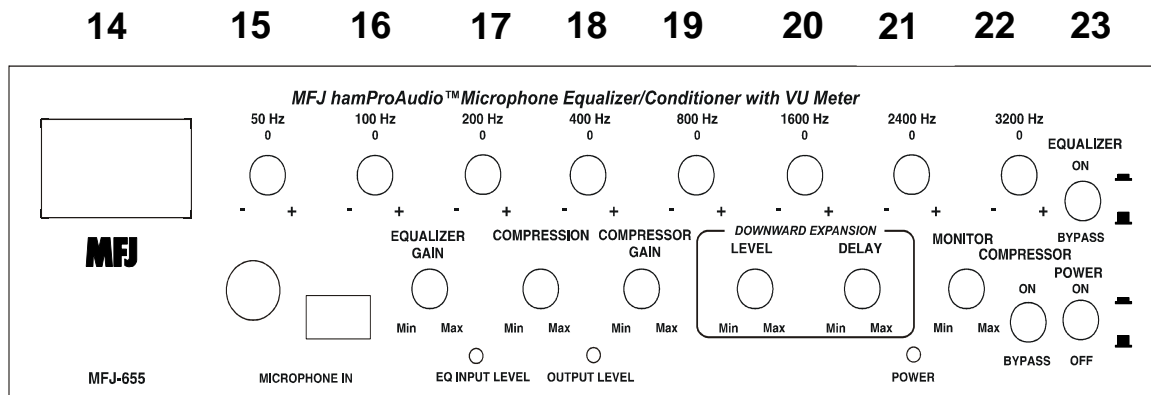 14 15 16 17 18 19 20 21 22 23
MFJ hamProAudio™ Microphone Equalizer/Conditioner with VU Meter
50 Hz 100 Hz 200 Hz 400 Hz 800 Hz 1600 Hz 2400 Hz 3200 Hz
0 0 0 0 0 0 0 0
EQUALIZER
ON
- + - + - + - + - + - + - + - +
BYPASS
MFJ
DOWNWARD EXPANSION
EQUALIZER GAIN
COMPRESSION
COMPRESSOR GAIN
LEVEL
DELAY
MONITOR
COMPRESSOR
ON
POWER
ON
Min Max Min Max Min Max Min Max Min Max Min Max
BYPASS OFF
MFJ-655 MICROPHONE IN EQ INPUT LEVEL OUTPUT LEVEL POWER